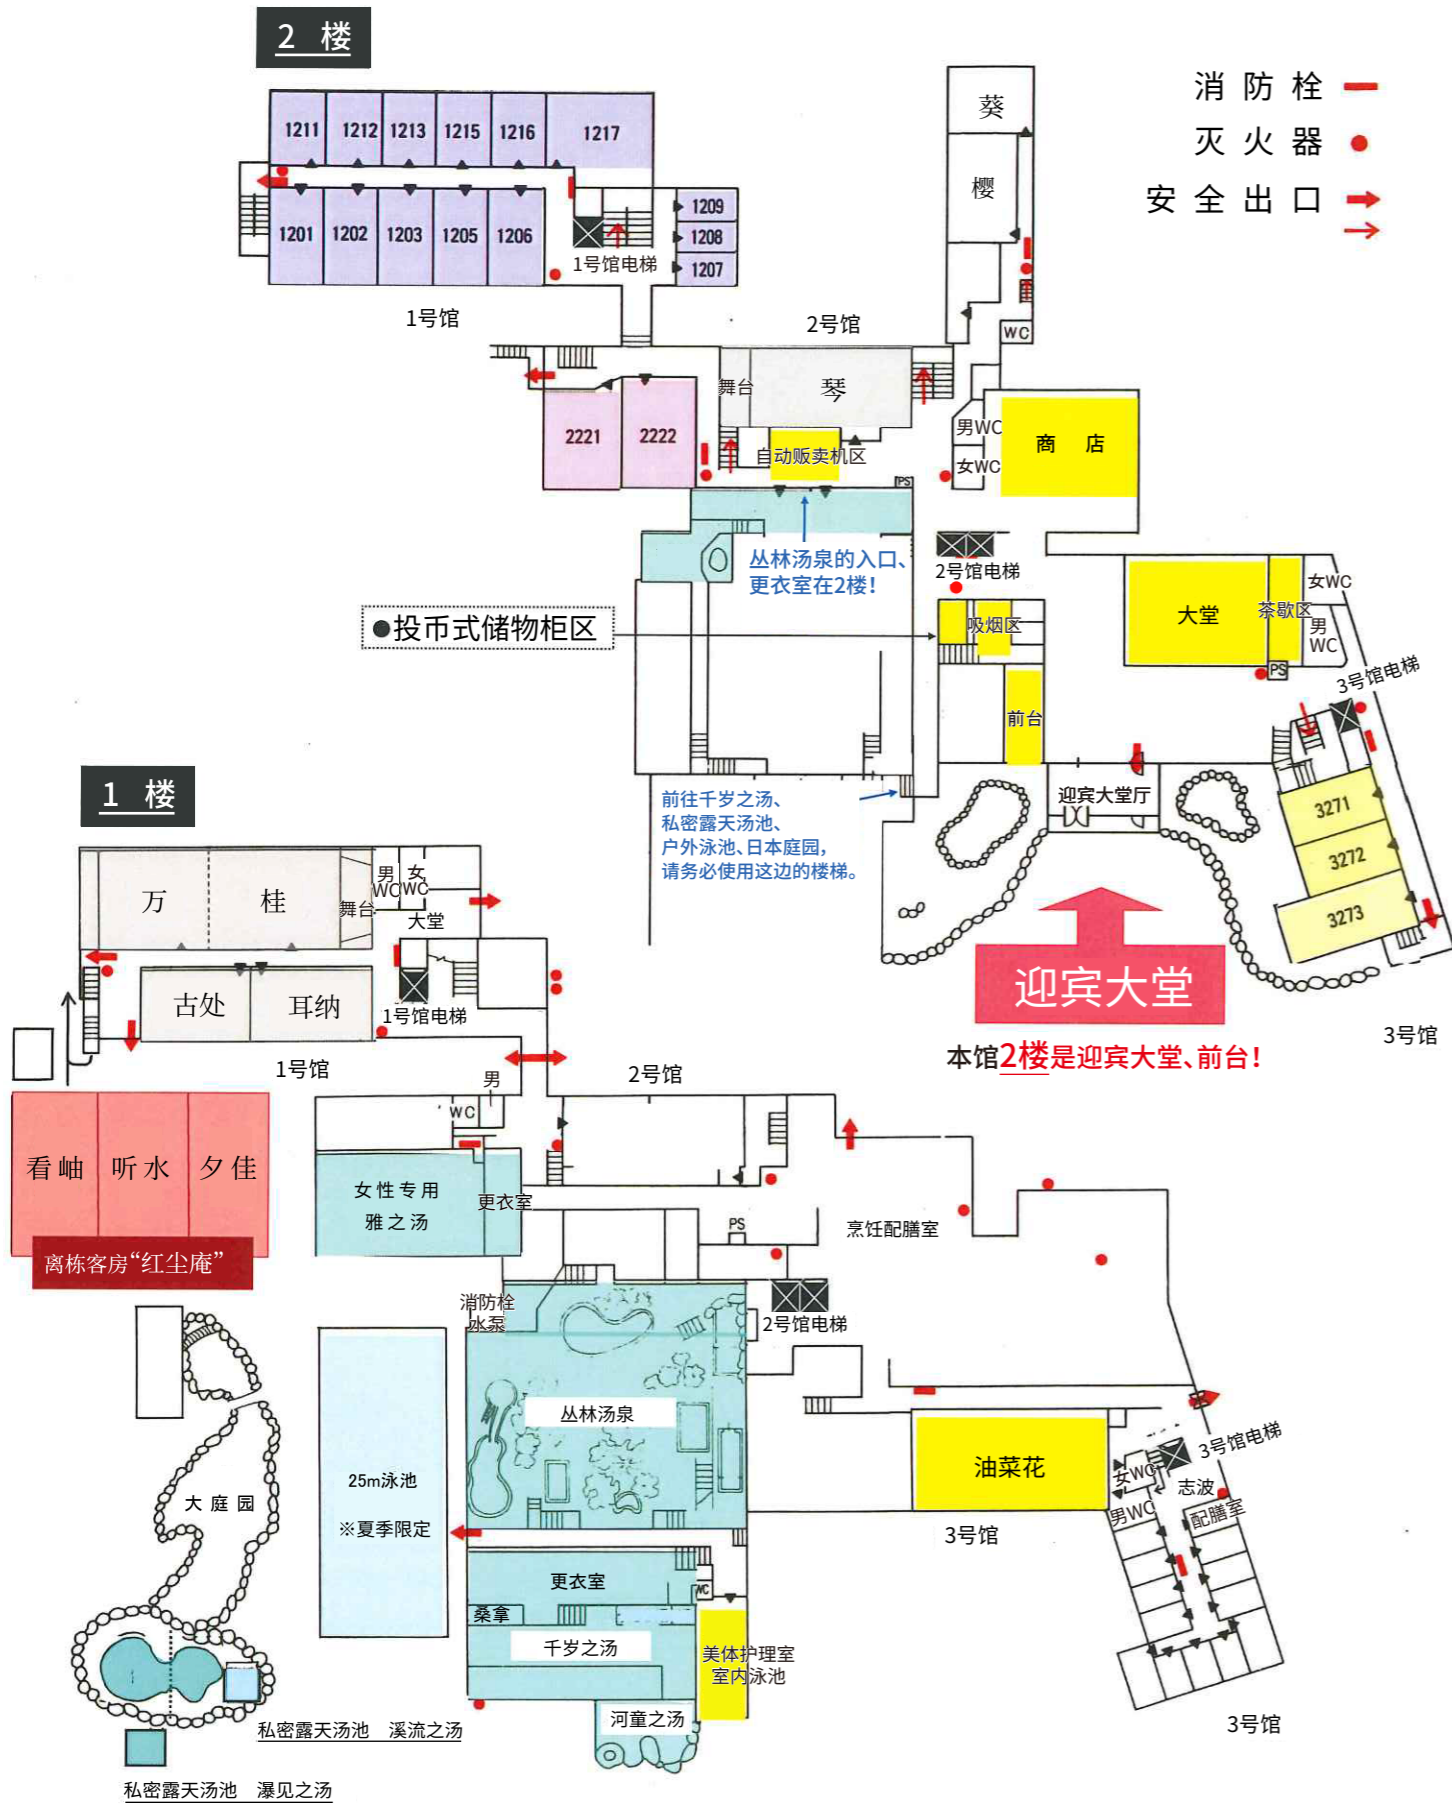 2 楼
消防栓
灭火器
安全出口
1211
1212
1213
1215
1216
1217
1201
1202
1203
1205
1206
1209
1208
1207
1号馆电梯
1号馆
2号馆
葵
樱
WC
舞台
琴
2221
2222
自动贩卖机区
男WC
女WC
商 店
PS
丛林汤泉的入口、
更衣室在2楼！
2号馆电梯
●投币式储物柜区
吸烟区
前台
大堂
茶歇区
女WC
男
WC
PS
3号馆电梯
迎宾大堂厅
3271
3272
3273
前往千岁之汤、
私密露天汤池、
户外泳池、日本庭园，
请务必使用这边的楼梯。
迎宾大堂
本馆2楼是迎宾大堂、前台！
3号馆
1 楼
万
桂
舞台
男
WC
女
WC
大堂
古处
耳纳
1号馆电梯
1号馆
2号馆
男
WC
看岫
听水
夕佳
离栋客房“红尘庵”
女性专用
雅之汤
更衣室
PS
烹饪配膳室
消防栓
水泵
2号馆电梯
丛林汤泉
25m泳池
※夏季限定
大庭园
油菜花
3号馆
3号馆电梯
女WC
男WC
志波
配膳室
3号馆
更衣室
WC
桑拿
千岁之汤
美体护理室
室内泳池
河童之汤
私密露天汤池 溪流之汤
私密露天汤池 瀑见之汤